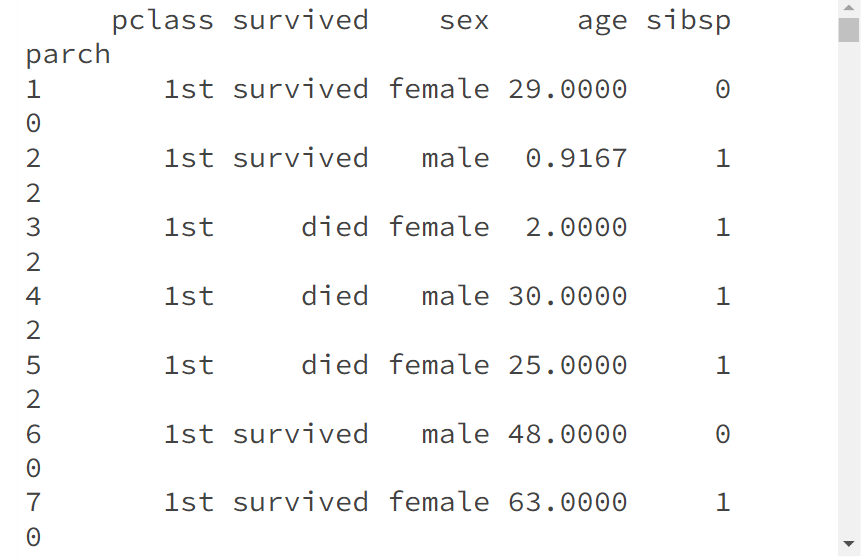 pclass survived sex age sibsp
parch
1 1st survived female 29.0000 0
0
2 1st survived male 0.9167 1
2
3 1st died female 2.0000 1
2
4 1st died male 30.0000 1
2
5 1st died female 25.0000 1
2
6 1st survived male 48.0000 0
0
7 1st survived female 63.0000 1
0